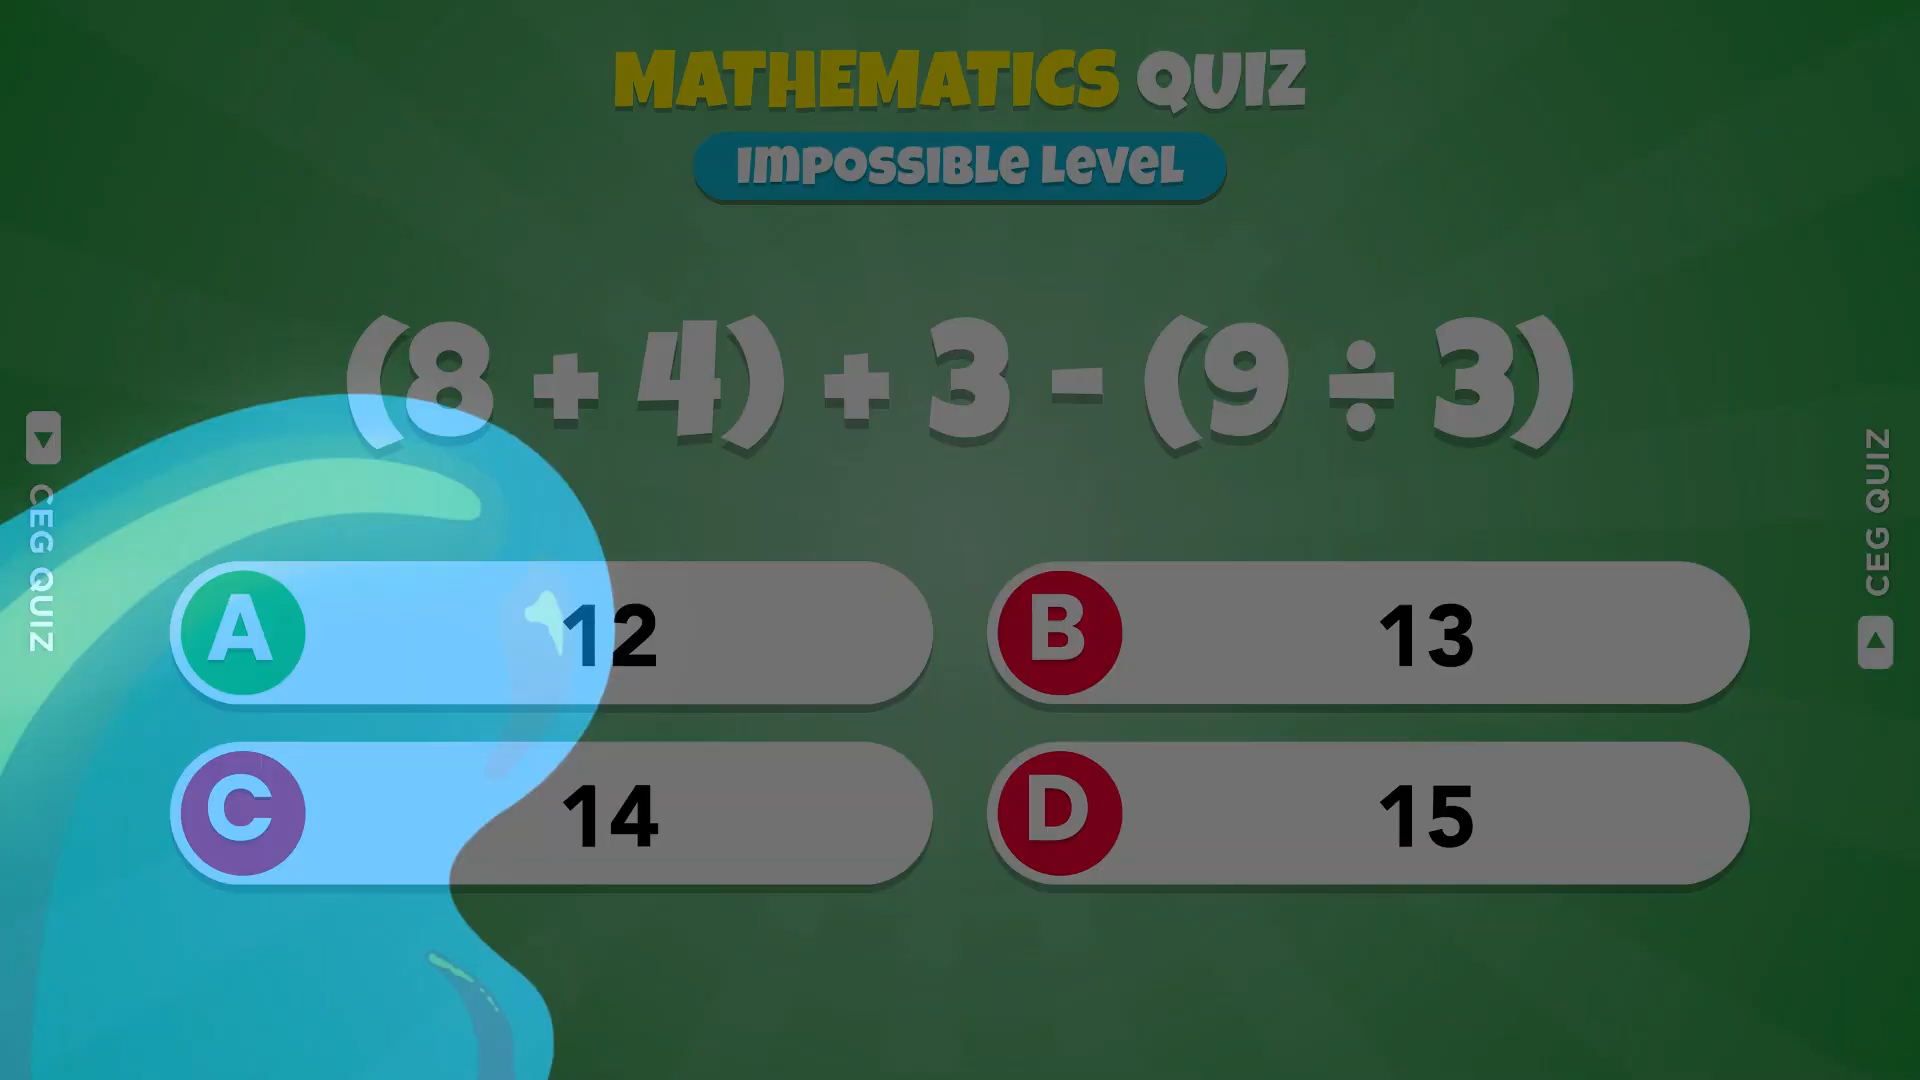 MATHEMATICS QUIZ
IMPOSSIBLE LEVEL
(8 + 4) + 3 - (9 ÷ 3)
A 12
B 13
C 14
D 15
CEG QUIZ
CEG QUIZ